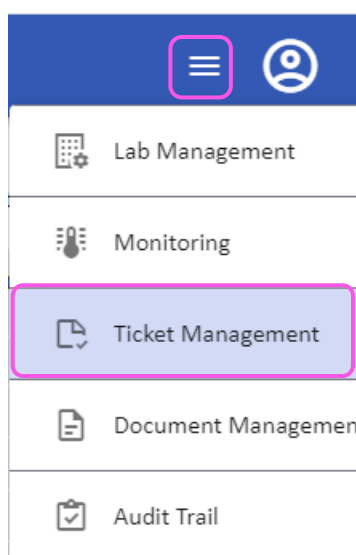 Lab Management
Monitoring
Ticket Management
Document Managemen
Audit Trail